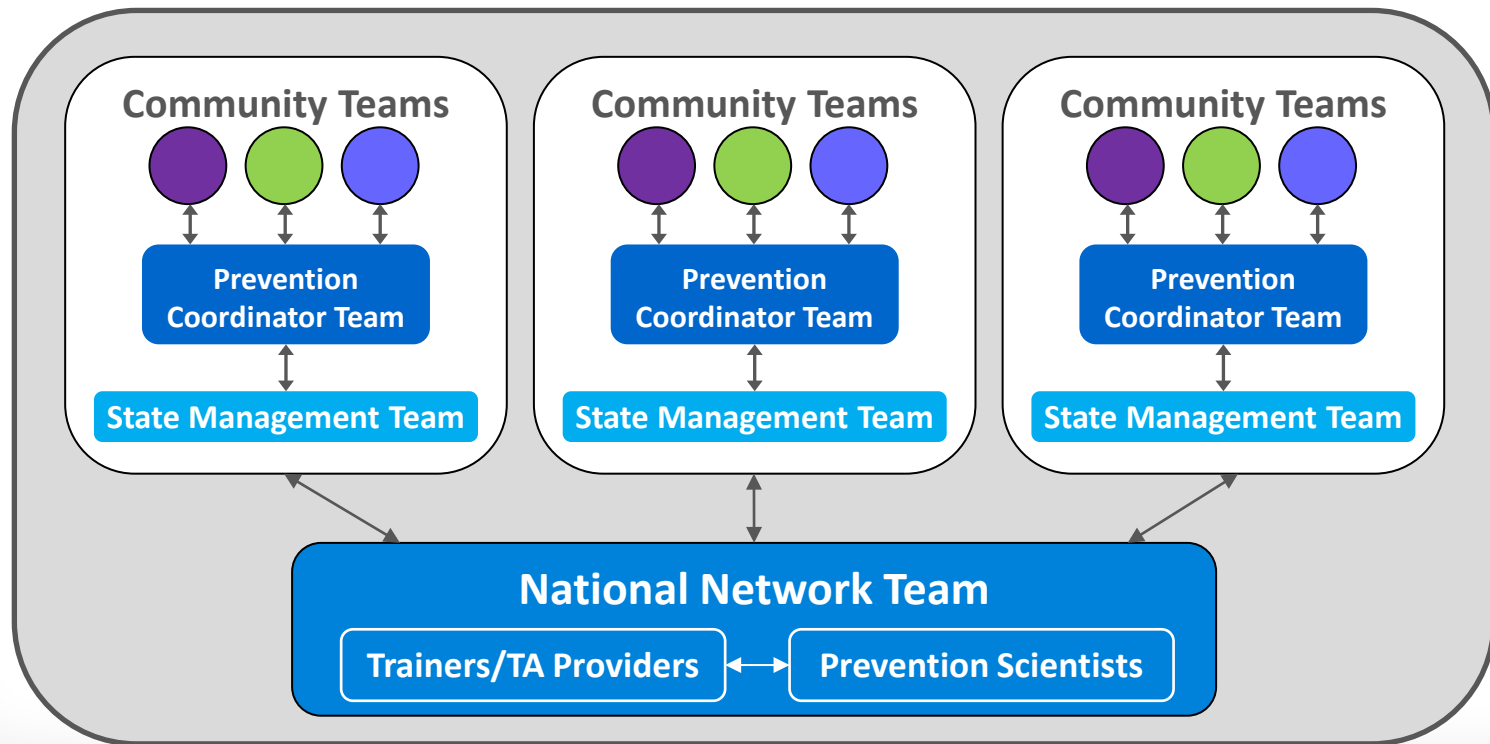 Community Teams
Prevention
Coordinator Team
State Management Team
Community Teams
Prevention
Coordinator Team
State Management Team
Community Teams
Prevention
Coordinator Team
State Management Team
National Network Team
Trainers/TA Providers
Prevention Scientists